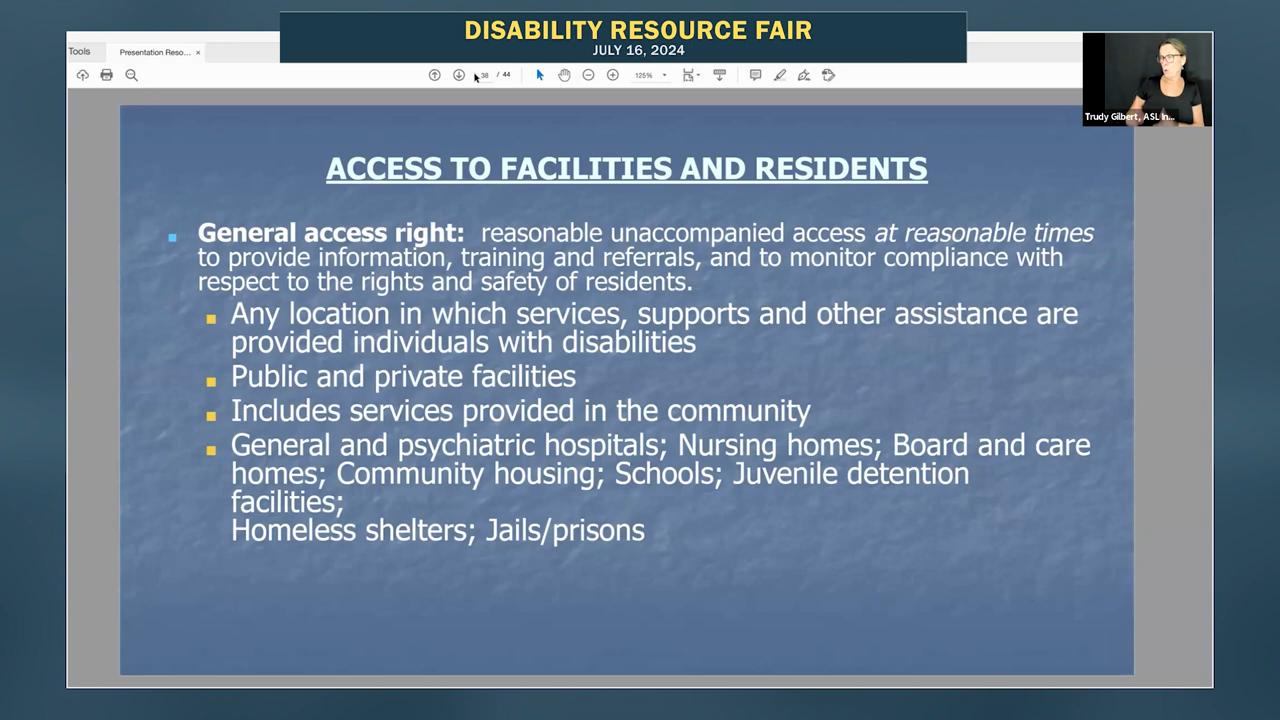 DISABILITY RESOURCE FAIR
JULY 16, 2024
Tools
Presentation Reso... ×
38 / 44
125%
Trudy Gilbert, ASL In...
ACCESS TO FACILITIES AND RESIDENTS
General access right: reasonable unaccompanied access at reasonable times
to provide information, training and referrals, and to monitor compliance with
respect to the rights and safety of residents.
Any location in which services, supports and other assistance are
provided individuals with disabilities
Public and private facilities
Includes services provided in the community
General and psychiatric hospitals; Nursing homes; Board and care
homes; Community housing; Schools; Juvenile detention
facilities;
Homeless shelters; Jails/prisons